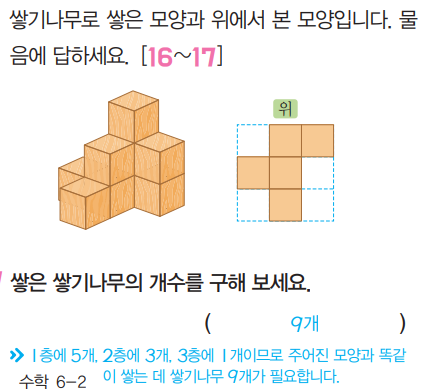 쌓기나무로 쌓은 모양과 위에서 본 모양입니다. 물
음에 답하세요. [16~17]
위
쌓은 쌓기나무의 개수를 구해 보세요.
( 9개 )
1층에 5개, 2층에 3개, 3층에 1개이므로 주어진 모양과 똑같
이 쌓는 데 쌓기나무 9개가 필요합니다.
수학 6-2